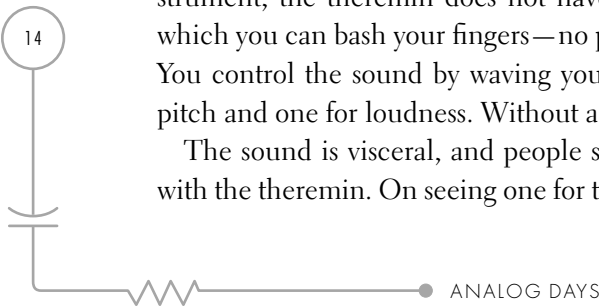 14
strument, the theremin does not have
which you can bash your fingers—no
You control the sound by waving
pitch and one for loudness. Without
The sound is visceral, and people
with the theremin. On seeing one for
ANALOG DAYS